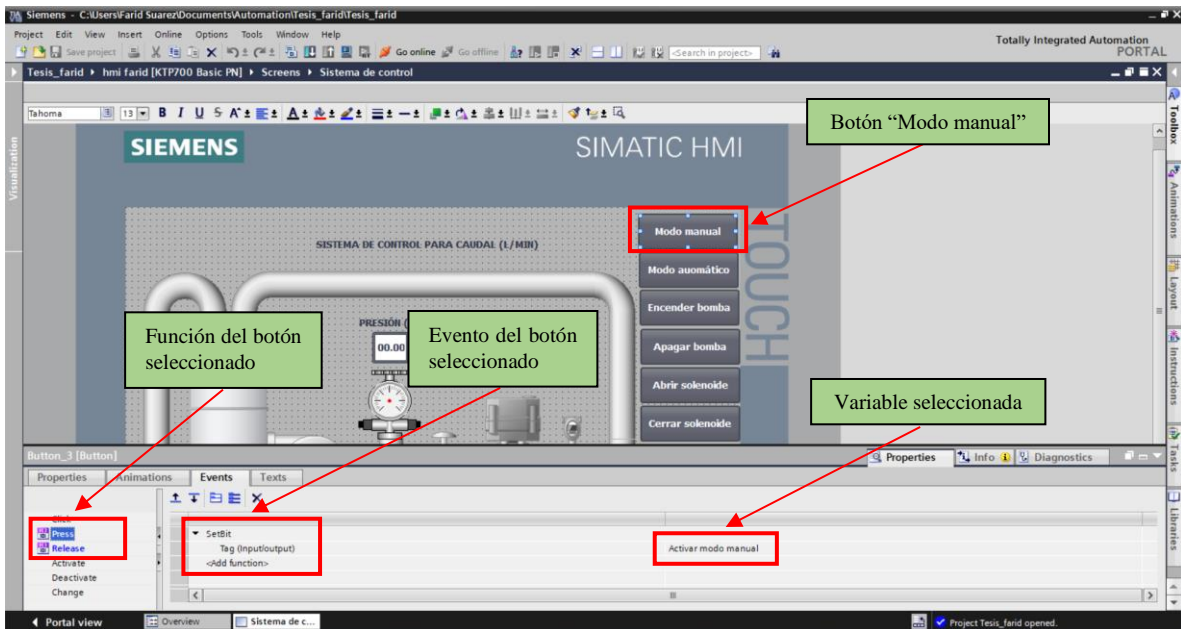 Siemens - C:\Users\Farid Suarez\Documents\Automation\Tesis_farid\Tesis_farid
Project Edit View Insert Online Options Tools Window Help
Totally Integrated Automation
PORTAL
Save project
Go online
Go offline
<Search in project>
Tesis_farid ▸ hmi farid [KTP700 Basic PN] ▸ Screens ▸ Sistema de control
Tahoma 13 B I U S A
Botón “Modo manual”
SIEMENS
SIMATIC HMI
TOUCH
Modo manual
SISTEMA DE CONTROL PARA CAUDAL (L/MIN)
Modo auomático
Encender bomba
PRESIÓN (
00.00
Apagar bomba
Abrir solenoide
Cerrar solenoide
Función del botón
seleccionado
Evento del botón
seleccionado
Variable seleccionada
Visualization
Toolbox
Animations
Layout
Instructions
Tasks
Libraries
Button_3 [Button]
Properties Info Diagnostics
Properties Animations Events Texts
Click
Press
Release
Activate
Deactivate
Change
SetBit
Tag (Input/output)
Activar modo manual
<Add function>
Portal view
Overview
Sistema de c...
Project Tesis_farid opened.